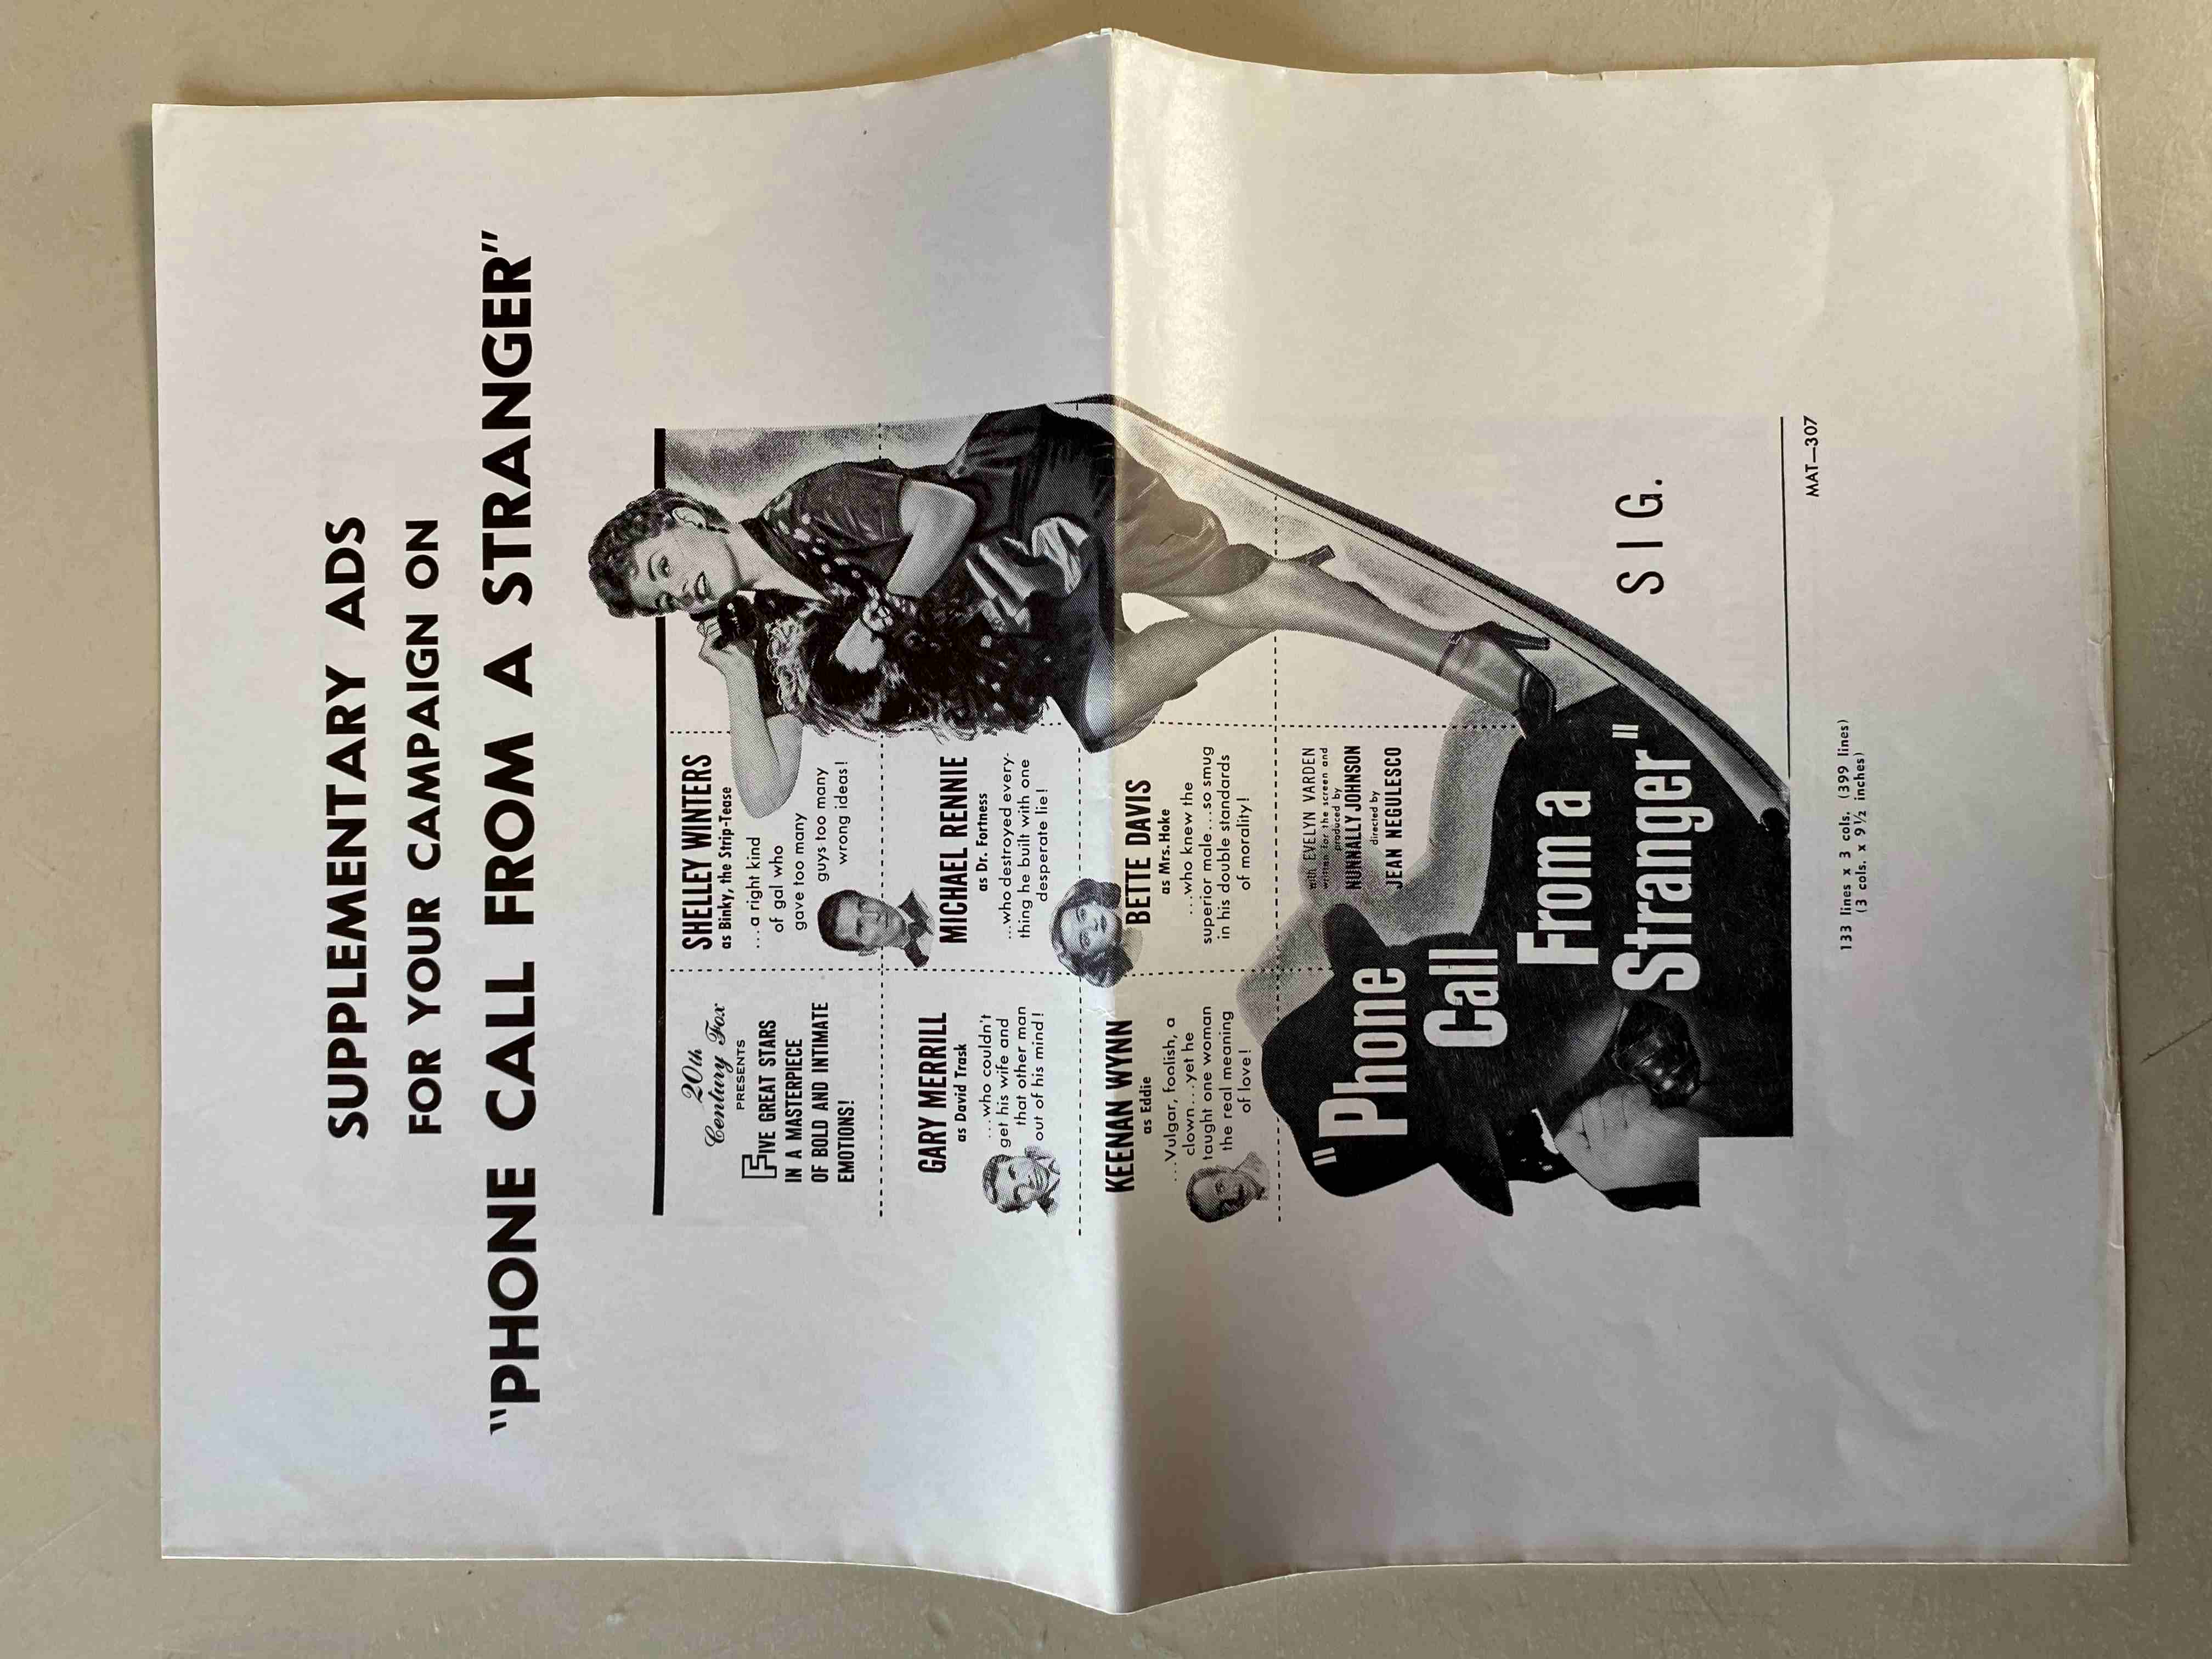 SUPPLEMENTARY ADS
FOR YOUR CAMPAIGN ON
"PHONE CALL FROM A STRANGER"
20th
Century Fox
PRESENTS
FIVE GREAT STARS
IN A MASTERPIECE
OF BOLD AND INTIMATE
EMOTIONS!
SHELLEY WINTERS
as Binky, the Strip-Tease
...a right kind
of gal who
gave too many
guys too many
wrong ideas!
GARY MERRILL
as David Trask
...who couldn't
get his wife and
that other man
out of his mind!
MICHAEL RENNIE
as Dr. Fortness
...who destroyed every-
thing he built with one
desperate lie!
KEENAN WYNN
as Eddie
...Vulgar, foolish, a
clown...yet he
taught one woman
the real meaning
of love!
BETTE DAVIS
as Mrs. Hoke
...who knew the
superior male...so smug
in his double standards
of morality!
with EVELYN VARDEN
written for the screen and
produced by
NUNNALLY JOHNSON
directed by
JEAN NEGULESCO
"Phone
Call
From a
Stranger"
SIG.
MAT—307
133 lines x 3 cols. (399 lines)
(3 cols. x 9½ inches)